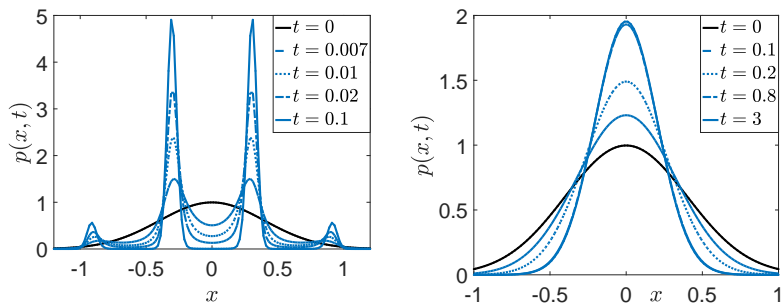 5
4
3
2
1
0
p(x, t)
-1
-0.5
0
0.5
1
x
t = 0
t = 0.007
t = 0.01
t = 0.02
t = 0.1
2
1.5
1
0.5
0
p(x, t)
-1
-0.5
0
0.5
1
x
t = 0
t = 0.1
t = 0.2
t = 0.8
t = 3